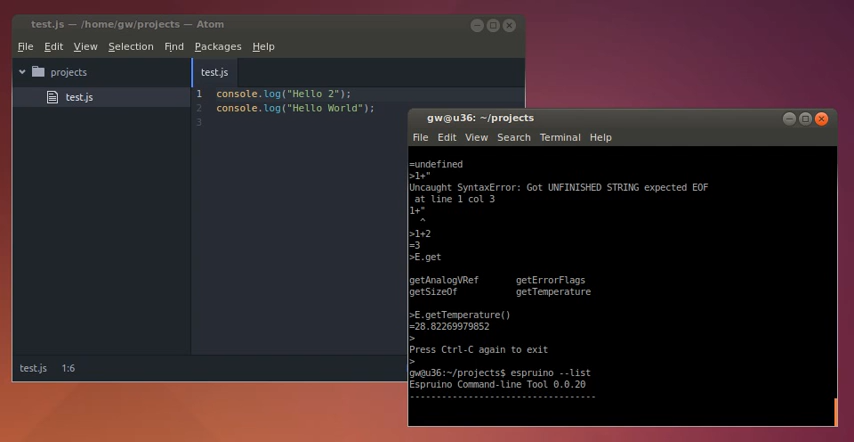 test.js — /home/gw/projects — Atom
File Edit View Selection Find Packages Help
projects
test.js
test.js
1 console.log("Hello 2");
2 console.log("Hello World");
3
test.js 1:6
gw@u36: ~/projects
File Edit View Search Terminal Help
=undefined
>1+"
Uncaught SyntaxError: Got UNFINISHED STRING expected EOF
 at line 1 col 3
1+"
  ^
>1+2
=3
>E.get
getAnalogVRef getErrorFlags
getSizeOf getTemperature
>E.getTemperature()
=28.82269979852
>
Press Ctrl-C again to exit
>
gw@u36:~/projects$ espruino --list
Espruino Command-line Tool 0.0.20
---------------------------------